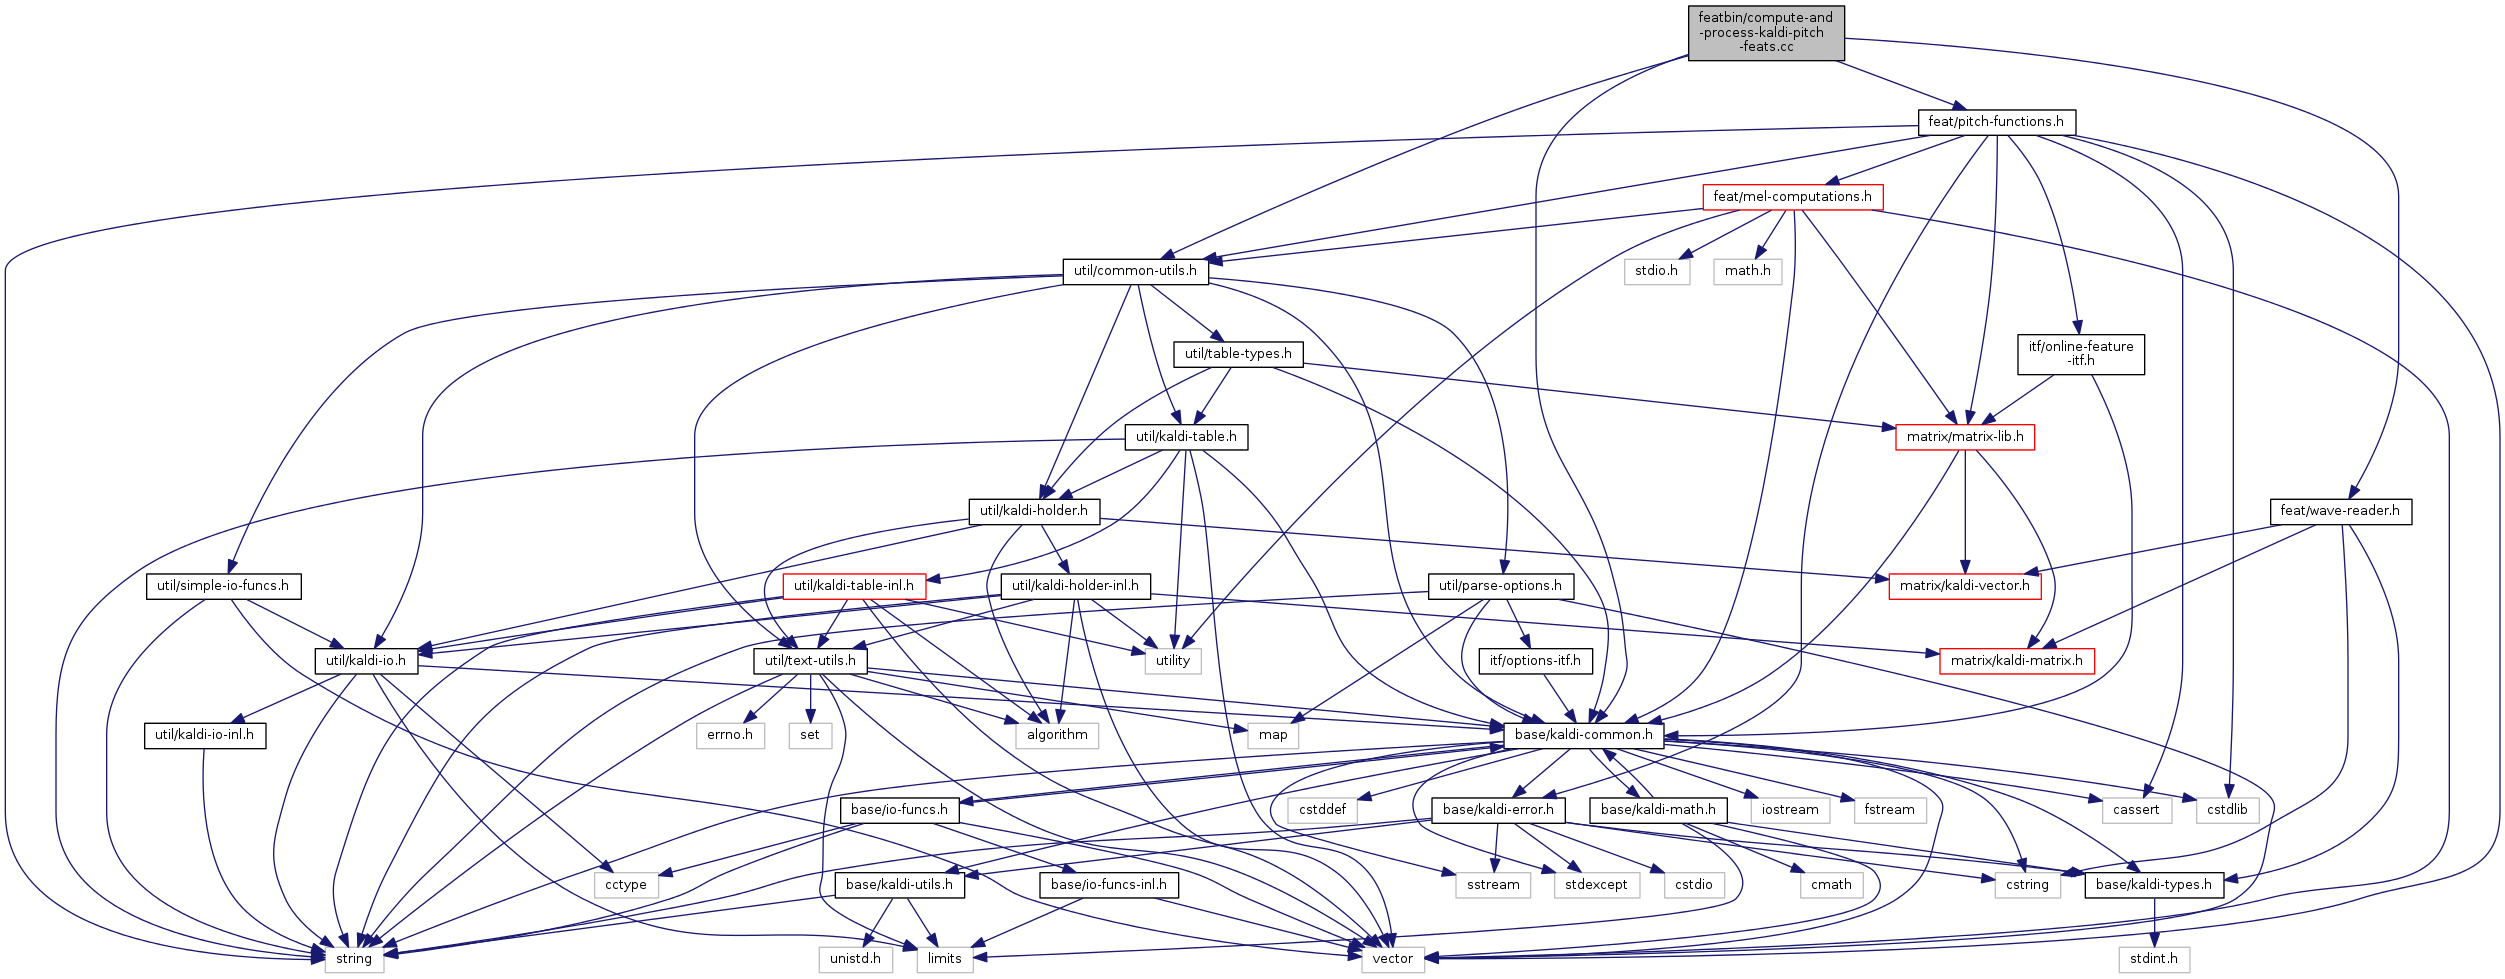 featbin/compute-and
-process-kaldi-pitch
-feats.cc
feat/pitch-functions.h
feat/mel-computations.h
util/common-utils.h
stdio.h
math.h
util/table-types.h
itf/online-feature
-itf.h
util/kaldi-table.h
matrix/matrix-lib.h
util/kaldi-holder.h
feat/wave-reader.h
util/simple-io-funcs.h
util/kaldi-table-inl.h
util/kaldi-holder-inl.h
util/parse-options.h
matrix/kaldi-vector.h
util/kaldi-io.h
util/text-utils.h
utility
itf/options-itf.h
matrix/kaldi-matrix.h
util/kaldi-io-inl.h
errno.h
set
algorithm
map
base/kaldi-common.h
base/io-funcs.h
cstddef
base/kaldi-error.h
base/kaldi-math.h
iostream
fstream
cassert
cstdlib
cctype
base/kaldi-utils.h
base/io-funcs-inl.h
sstream
stdexcept
cstdio
cmath
cstring
base/kaldi-types.h
string
unistd.h
limits
vector
stdint.h